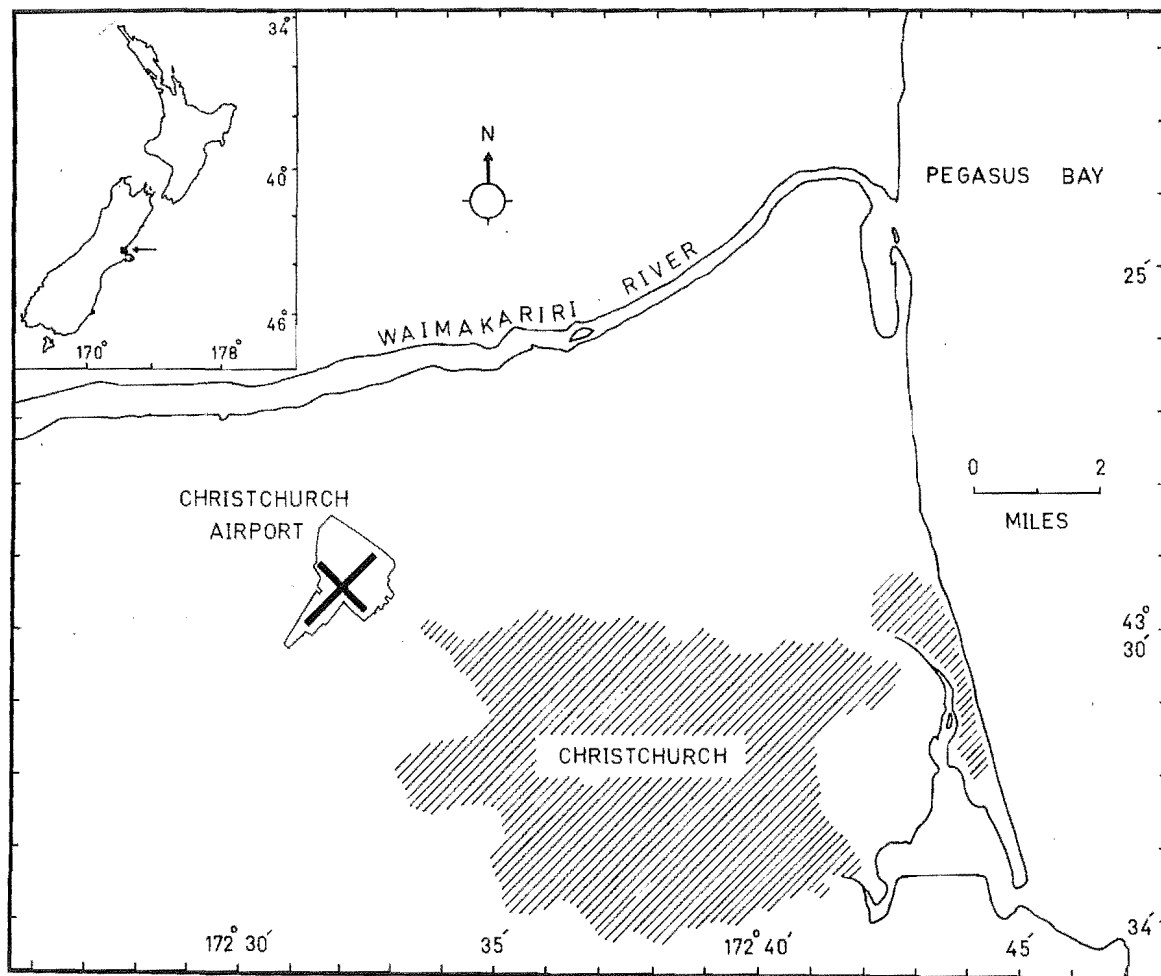 34°
40°
46°
170°
178°
N
PEGASUS BAY
25′
WAIMAKARIRI RIVER
0 2
MILES
CHRISTCHURCH
AIRPORT
43°
30′
CHRISTCHURCH
34′
172° 30′
35′
172° 40′
45′